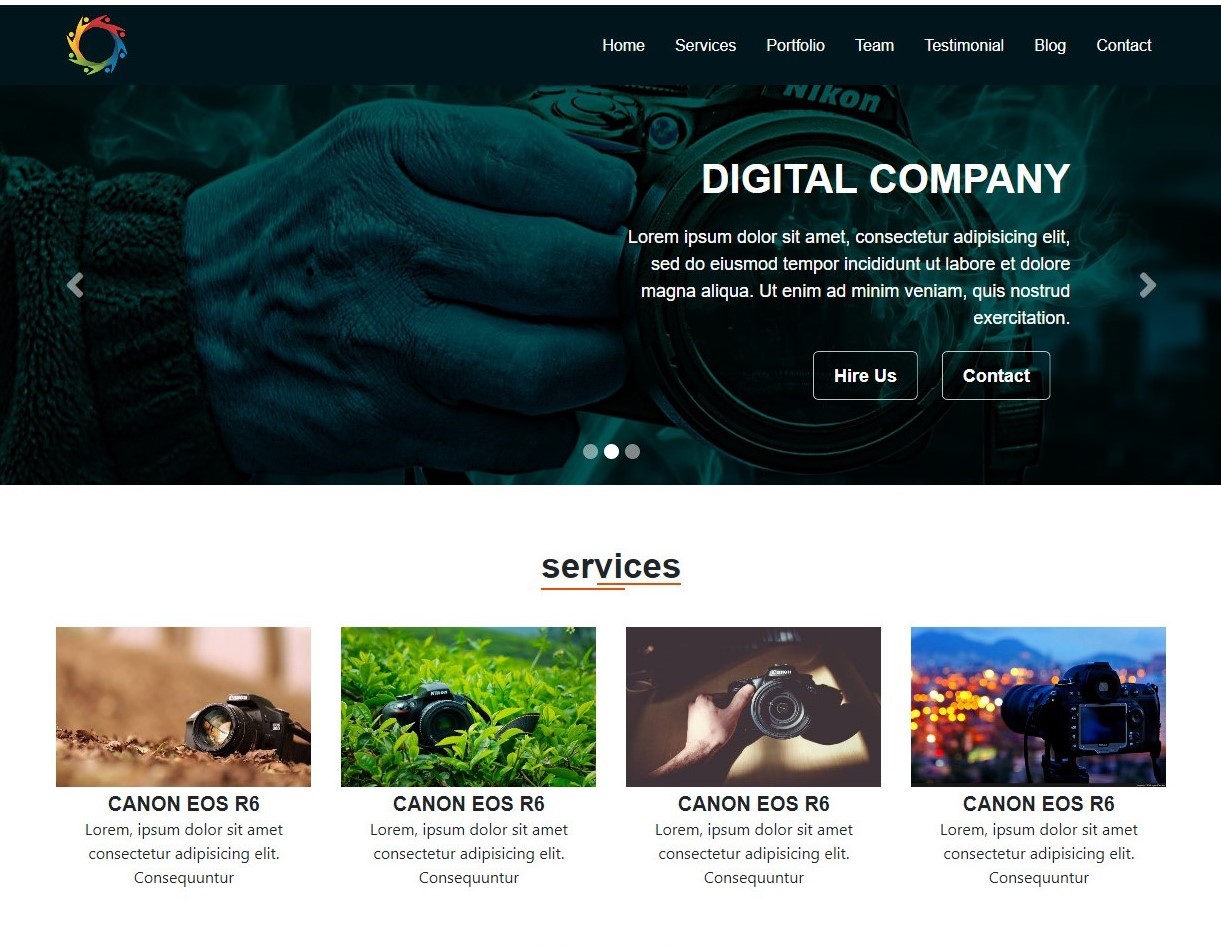 Home Services Portfolio Team Testimonial Blog Contact
Nikon
DIGITAL COMPANY
Lorem ipsum dolor sit amet, consectetur adipisicing elit,
sed do eiusmod tempor incididunt ut labore et dolore
magna aliqua. Ut enim ad minim veniam, quis nostrud
exercitation.
Hire Us Contact
services
Canon
Nikon
Canon
CANON EOS R6
Lorem, ipsum dolor sit amet
consectetur adipisicing elit.
Consequuntur
CANON EOS R6
Lorem, ipsum dolor sit amet
consectetur adipisicing elit.
Consequuntur
CANON EOS R6
Lorem, ipsum dolor sit amet
consectetur adipisicing elit.
Consequuntur
CANON EOS R6
Lorem, ipsum dolor sit amet
consectetur adipisicing elit.
Consequuntur